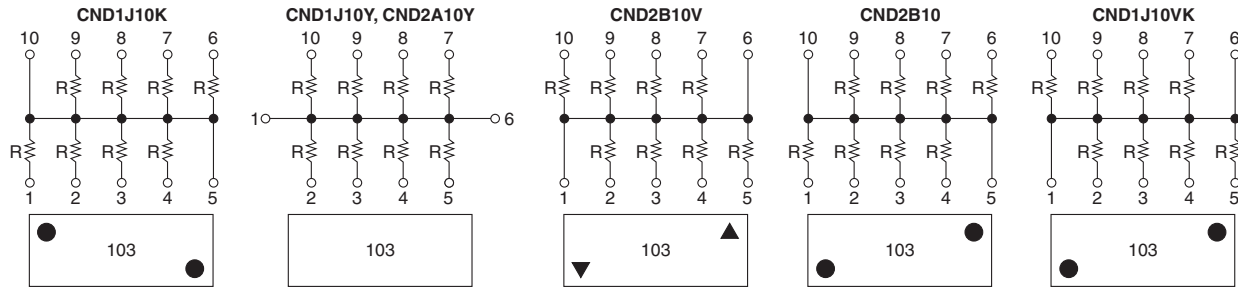 CND1J10K
10 9 8 7 6
R R R R
R R R R
1 2 3 4 5
103
CND1J10Y, CND2A10Y
10 9 8 7
R R R R
1 6
R R R R
2 3 4 5
103
CND2B10V
10 9 8 7 6
R R R R
R R R R
1 2 3 4 5
103
CND2B10
10 9 8 7 6
R R R
R R R
1 2 3 4 5
103
CND1J10VK
10 9 8 7 6
R R R R
R R R R
1 2 3 4 5
103